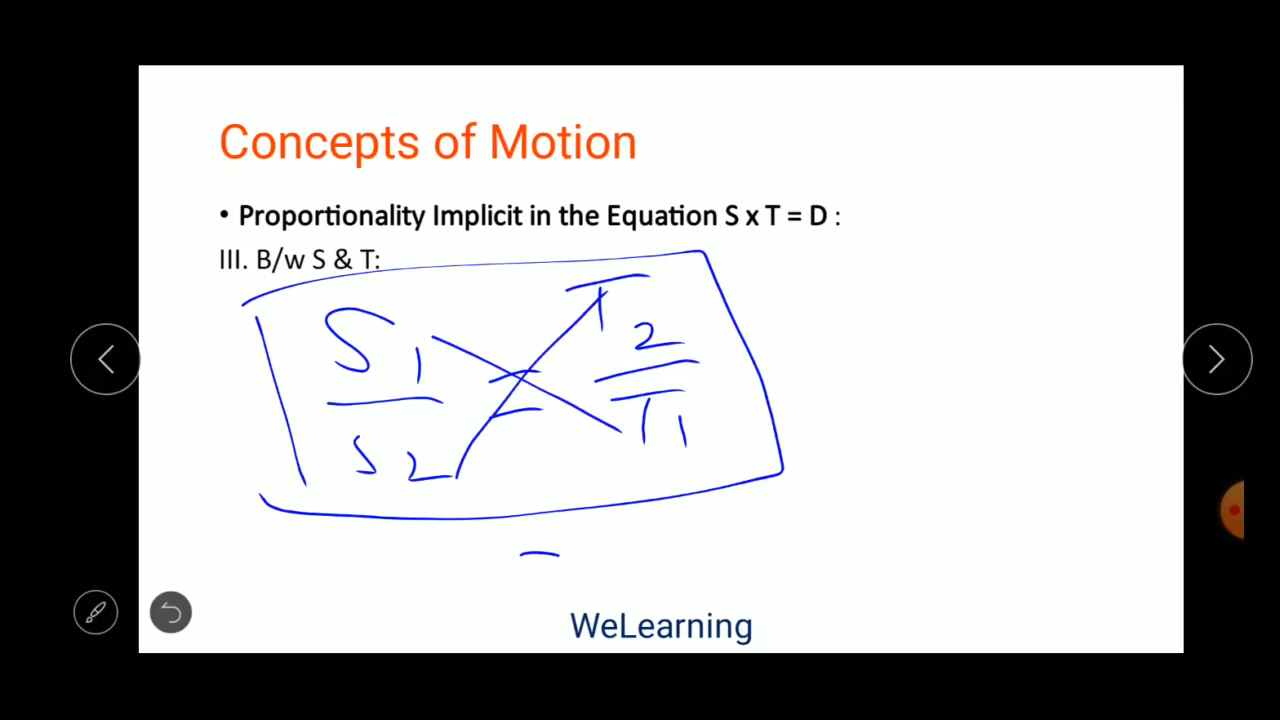 Concepts of Motion
• Proportionality Implicit in the Equation S x T = D :
III. B/w S & T:
S1 = T2
S2 T1
WeLearning